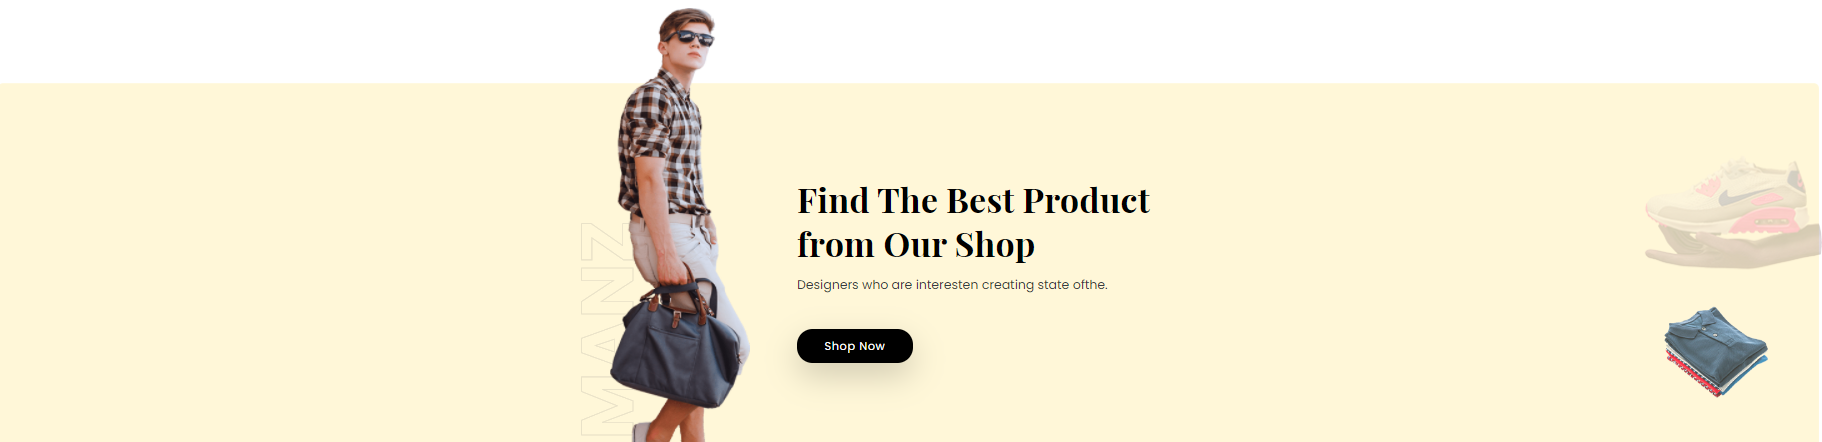 MANZ
Find The Best Product
from Our Shop
Designers who are interesten creating state ofthe.
Shop Now